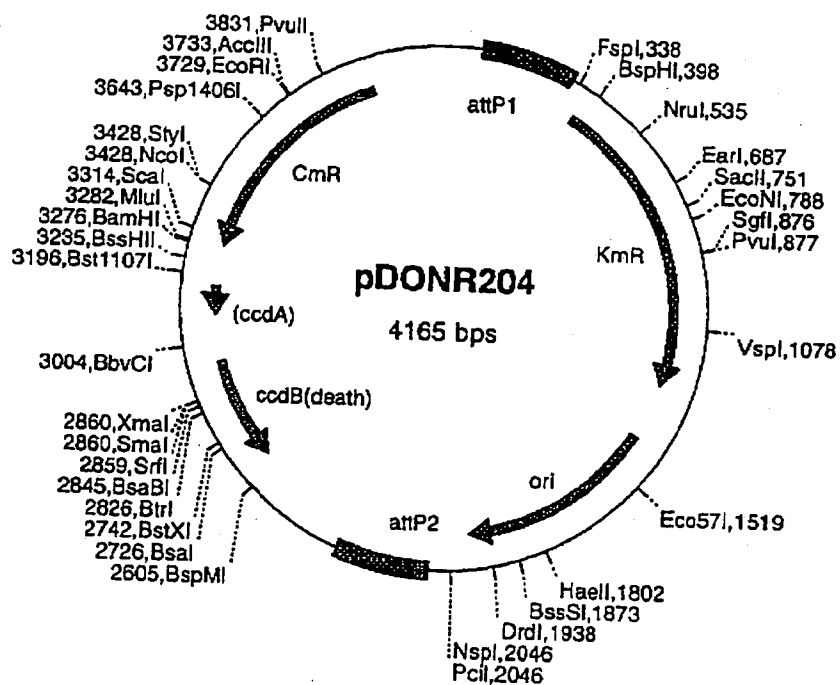 3831,PvuII
3733,AccIII
3729,EcoRI
3643,Psp1406I
3428,StyI
3428,NcoI
3314,ScaI
3282,MluI
3276,BamHI
3235,BssHII
3196,Bst1107I
3004,BbvCI
2860,XmaI
2860,SmaI
2859,SrfI
2845,BsaBI
2826,BtrI
2742,BstXI
2726,BsaI
2605,BspMI
attP1
CmR
(ccdA)
ccdB(death)
attP2
pDONR204
4165 bps
KmR
ori
FspI,338
BspHI,398
NruI,535
EarI,687
SacII,751
EcoNI,788
SgfI,876
PvuI,877
VspI,1078
Eco57I,1519
HaeII,1802
BssSI,1873
DrdI,1938
NspI,2046
PciI,2046